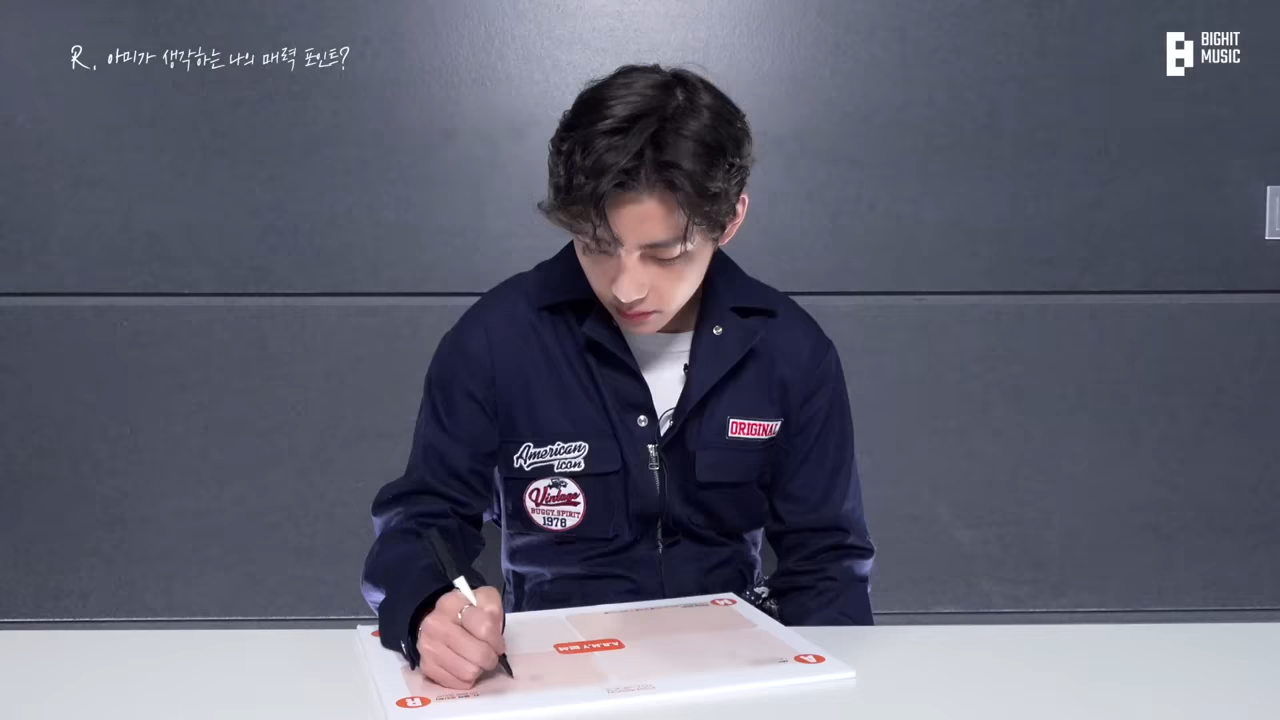 R. 아미가 생각하는 나의 매력 포인트?
BIGHIT
MUSIC
ORIGINAL
American
Icon
Vintage
BUGGY.SPIRIT
1978
A.R.M.Y
M
A
R